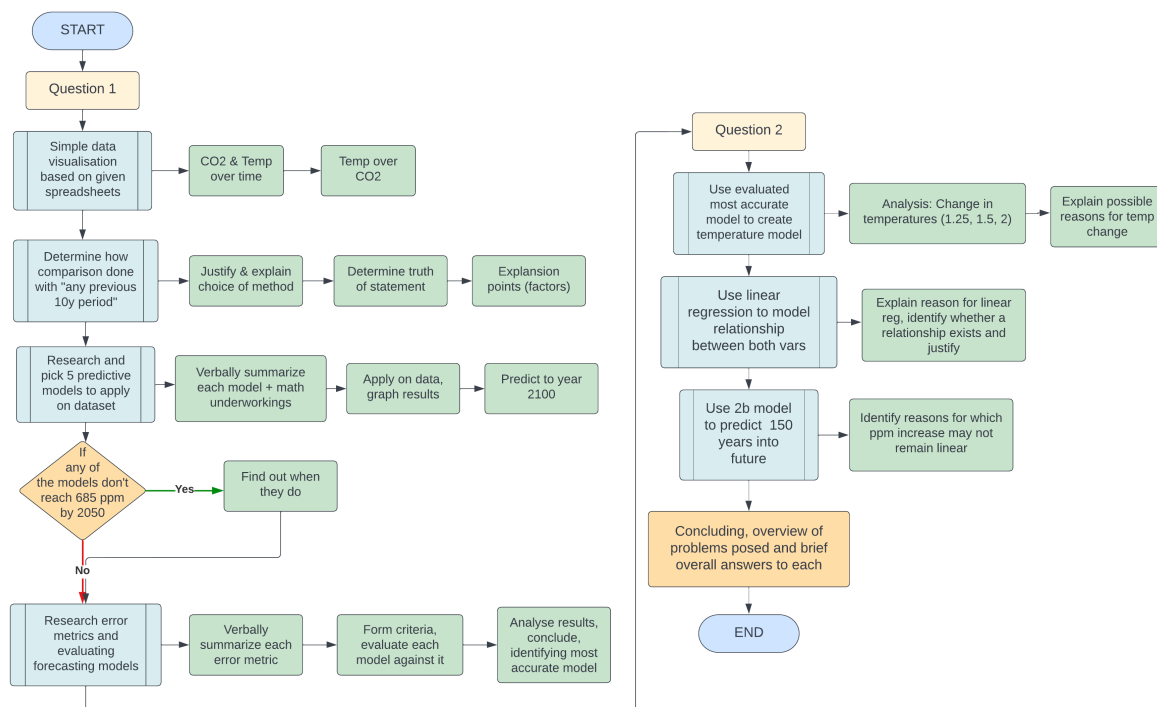 START
Question 1
Simple data
visualisation
based on given
spreadsheets
CO2 & Temp
over time
Temp over
CO2
Determine how
comparison done
with "any previous
10y period"
Justify & explain
choice of method
Determine truth
of statement
Explansion
points (factors)
Research and
pick 5 predictive
models to apply
on dataset
Verbally summarize
each model + math
underworkings
Apply on data,
graph results
Predict to year
2100
If
any of
the models don't
reach 685 ppm
by 2050
Yes
Find out when
they do
No
Research error
metrics and
evaluating
forecasting models
Verbally
summarize each
error metric
Form criteria,
evaluate each
model against it
Analyse results,
conclude,
identifying most
accurate model
Question 2
Use evaluated
most accurate
model to create
temperature model
Analysis: Change in
temperatures (1.25, 1.5, 2)
Explain possible
reasons for temp
change
Use linear
regression to model
relationship
between both vars
Explain reason for linear
reg, identify whether a
relationship exists and
justify
Use 2b model
to predict 150
years into
future
Identify reasons for which
ppm increase may not
remain linear
Concluding, overview of
problems posed and brief
overall answers to each
END